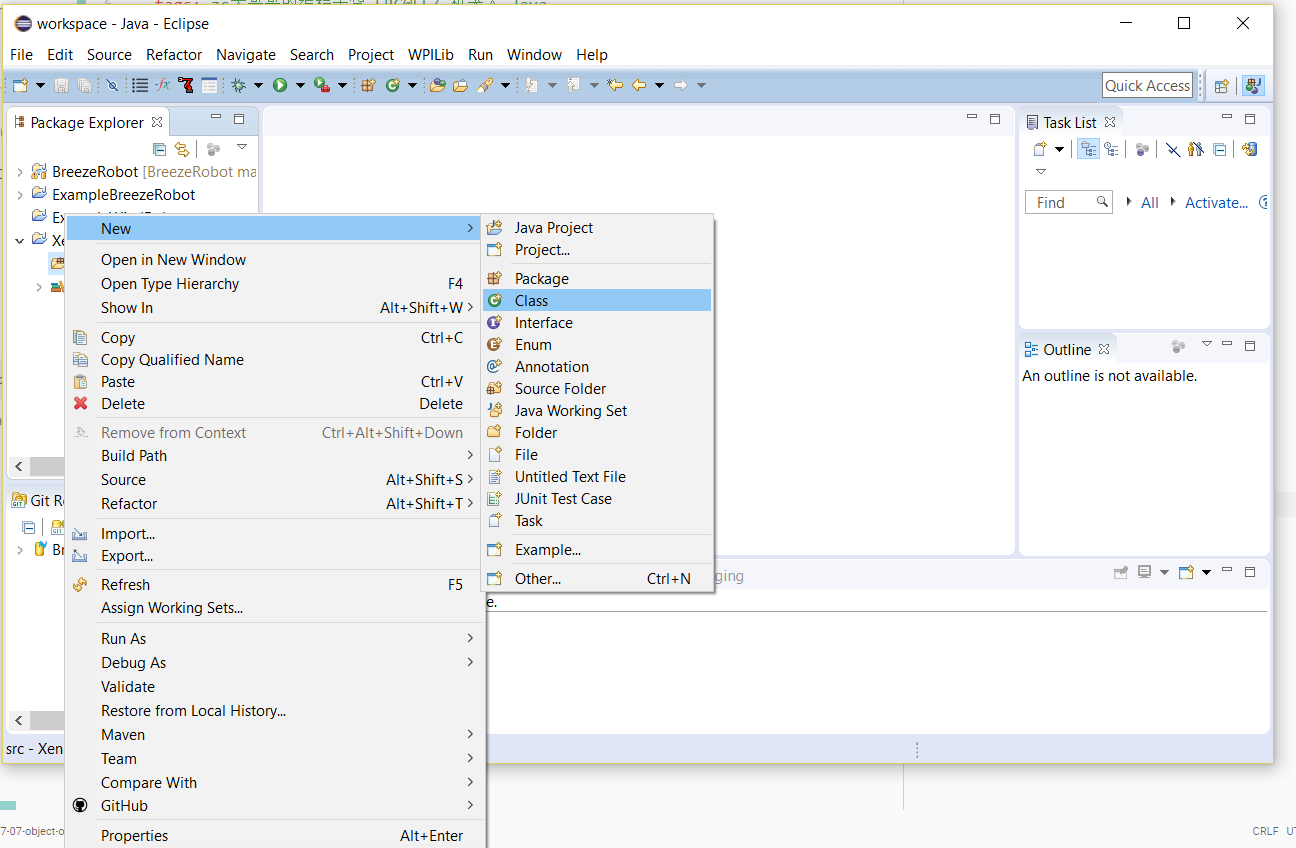 workspace - Java - Eclipse
File Edit Source Refactor Navigate Search Project WPILib Run Window Help
Quick Access
Package Explorer
Task List
BreezeRobot [BreezeRobot ma
ExampleBreezeRobot
Find
All
Activate...
Xe
New
Open in New Window
Open Type Hierarchy F4
Show In Alt+Shift+W
Copy Ctrl+C
Copy Qualified Name
Paste Ctrl+V
Delete Delete
Remove from Context Ctrl+Alt+Shift+Down
Build Path
Source Alt+Shift+S
Refactor Alt+Shift+T
Import...
Export...
Refresh F5
Assign Working Sets...
Run As
Debug As
Validate
Restore from Local History...
Maven
Team
Compare With
GitHub
Properties Alt+Enter
Java Project
Project...
Package
Class
Interface
Enum
Annotation
Source Folder
Java Working Set
Folder
File
Untitled Text File
JUnit Test Case
Task
Example...
Other... Ctrl+N
Outline
An outline is not available.
Git Re
Br
ging
e.
src - Xen
7-07-object-o
CRLF